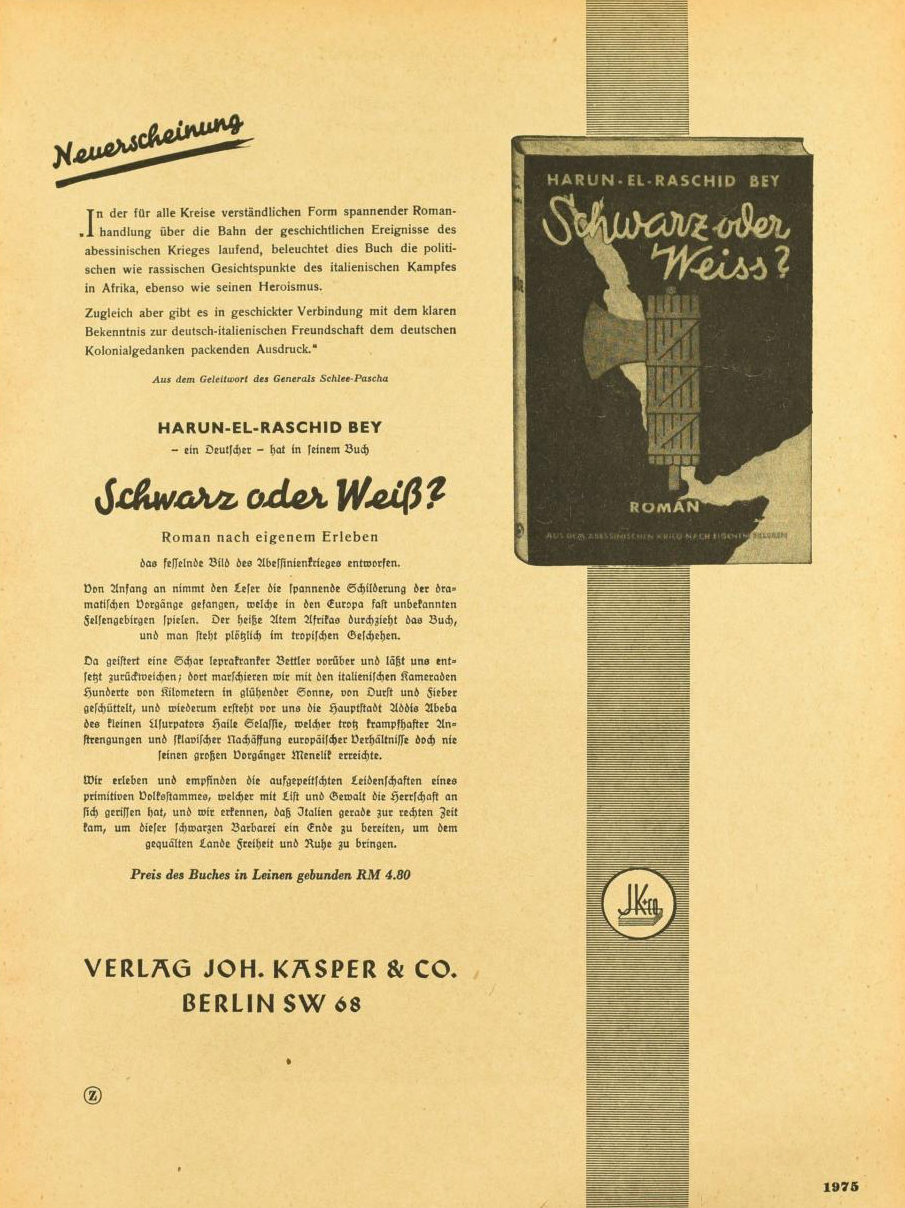 Neuerscheinung
„In der für alle Kreise verständlichen Form spannender Roman-
handlung über die Bahn der geschichtlichen Ereignisse des
abessinischen Krieges laufend, beleuchtet dies Buch die politi-
schen wie rassischen Gesichtspunkte des italienischen Kampfes
in Afrika, ebenso wie seinen Heroismus.
Zugleich aber gibt es in geschickter Verbindung mit dem klaren
Bekenntnis zur deutsch-italienischen Freundschaft dem deutschen
Kolonialgedanken packenden Ausdruck.“
Aus dem Geleitwort des Generals Schlee-Pascha
HARUN-EL-RASCHID BEY
– ein Deutscher – hat in seinem Buch
Schwarz oder Weiß?
Roman nach eigenem Erleben
das fesselnde Bild des Abessinienkrieges entworfen.
Von Anfang an nimmt den Leser die spannende Schilderung der dra-
matischen Vorgänge gefangen, welche in den Europa fast unbekannten
Felsengebirgen spielen. Der heiße Atem Afrikas durchzieht das Buch,
und man steht plötzlich im tropischen Geschehen.
Da geistert eine Schar leprakranker Bettler vorüber und läßt uns ent-
setzt zurückweichen; dort marschieren wir mit den italienischen Kameraden
Hunderte von Kilometern in glühender Sonne, von Durst und Fieber
geschüttelt, und wiederum ersteht vor uns die Hauptstadt Addis Abeba
des kleinen Usurpators Haile Selassie, welcher trotz krampfhafter An-
strengungen und sklavischer Nachäffung europäischer Verhältnisse doch nie
seinen großen Vorgänger Menelik erreichte.
Wir erleben und empfinden die aufgepeitschten Leidenschaften eines
primitiven Volksstammes, welcher mit List und Gewalt die Herrschaft an
sich gerissen hat, und wir erkennen, daß Italien gerade zur rechten Zeit
kam, um dieser schwarzen Barbarei ein Ende zu bereiten, um dem
gequälten Lande Freiheit und Ruhe zu bringen.
Preis des Buches in Leinen gebunden RM 4.80
VERLAG JOH. KASPER & CO.
BERLIN SW 68
Z
HARUN-EL-RASCHID BEY
Schwarz oder
Weiss?
ROMAN
AUS DEM ABESSINISCHEN KRIEG NACH EIGENEN
JK+Co
1975